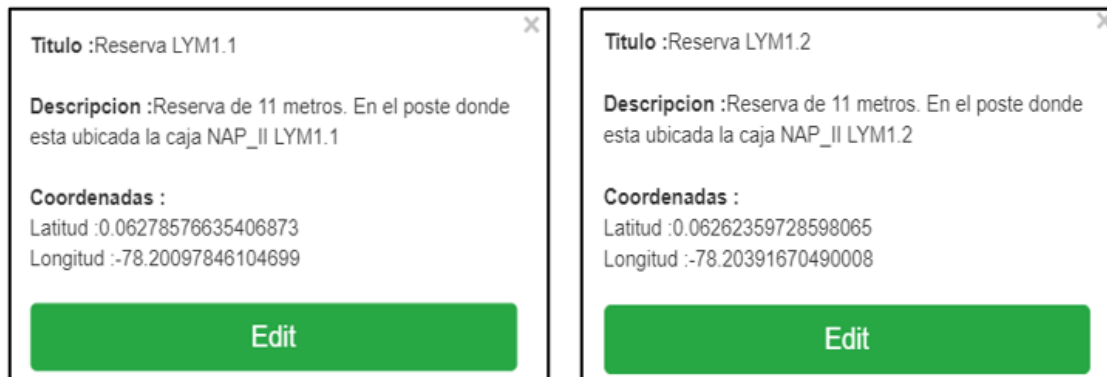 ×
Titulo :Reserva LYM1.1
Descripcion :Reserva de 11 metros. En el poste donde
esta ubicada la caja NAP_II LYM1.1
Coordenadas :
Latitud :0.06278576635406873
Longitud :-78.20097846104699
Edit
×
Titulo :Reserva LYM1.2
Descripcion :Reserva de 11 metros. En el poste donde
esta ubicada la caja NAP_II LYM1.2
Coordenadas :
Latitud :0.06262359728598065
Longitud :-78.20391670490008
Edit